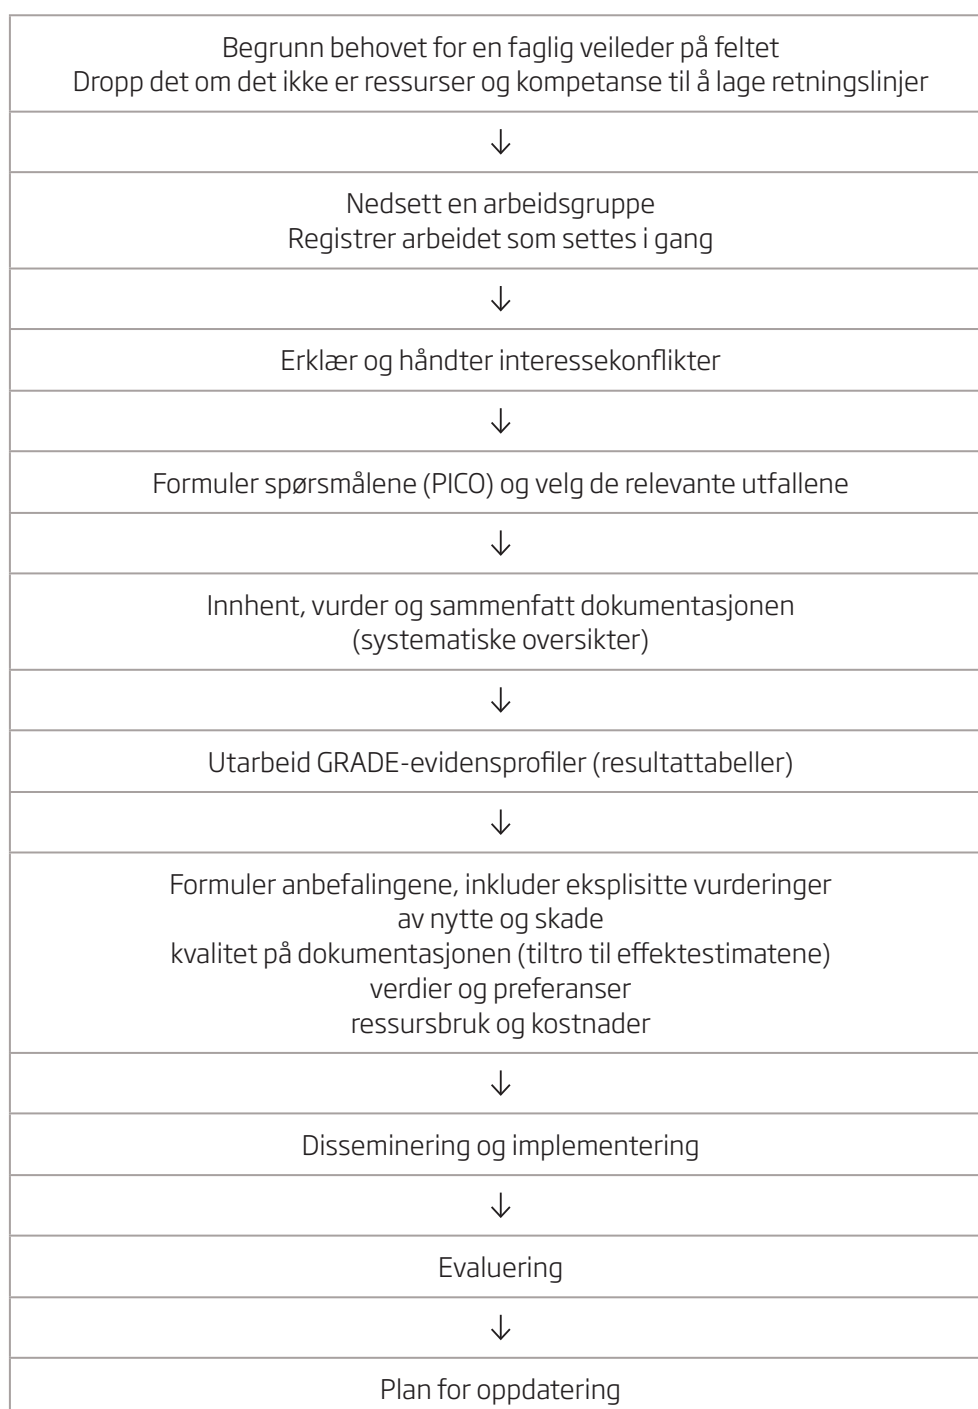 Begrunn behovet for en faglig veileder på feltet
Dropp det om det ikke er ressurser og kompetanse til å lage retningslinjer
↓
Nedsett en arbeidsgruppe
Registrer arbeidet som settes i gang
↓
Erklær og håndter interessekonflikter
↓
Formuler spørsmålene (PICO) og velg de relevante utfallene
↓
Innhent, vurder og sammenfatt dokumentasjonen
(systematiske oversikter)
↓
Utarbeid GRADE-evidensprofiler (resultattabeller)
↓
Formuler anbefalingene, inkluder eksplisitte vurderinger
av nytte og skade
kvalitet på dokumentasjonen (tiltro til effektestimatene)
verdier og preferanser
ressursbruk og kostnader
↓
Disseminering og implementering
↓
Evaluering
↓
Plan for oppdatering